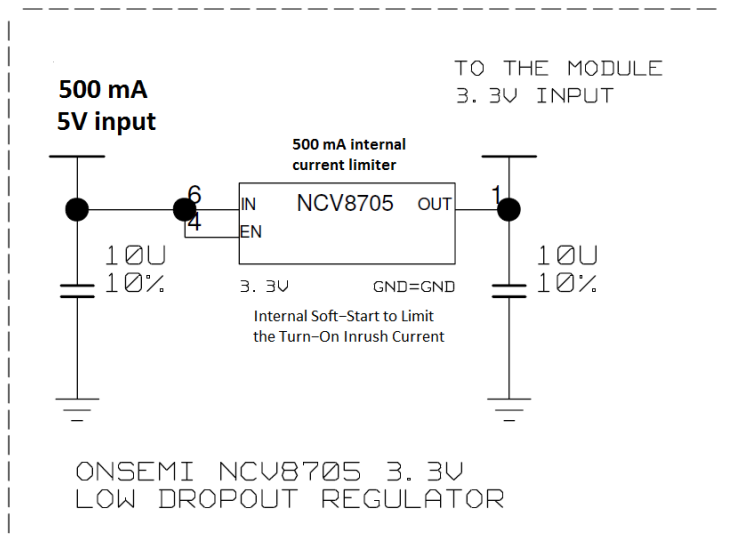 TO THE MODULE
3.3V INPUT
500 mA
5V input
500 mA internal
current limiter
6
IN
NCV8705
OUT
1
4
EN
10U
10%
10U
10%
3.3V
GND=GND
Internal Soft–Start to Limit
the Turn–On Inrush Current
ONSEMI NCV8705 3.3V
LOW DROPOUT REGULATOR